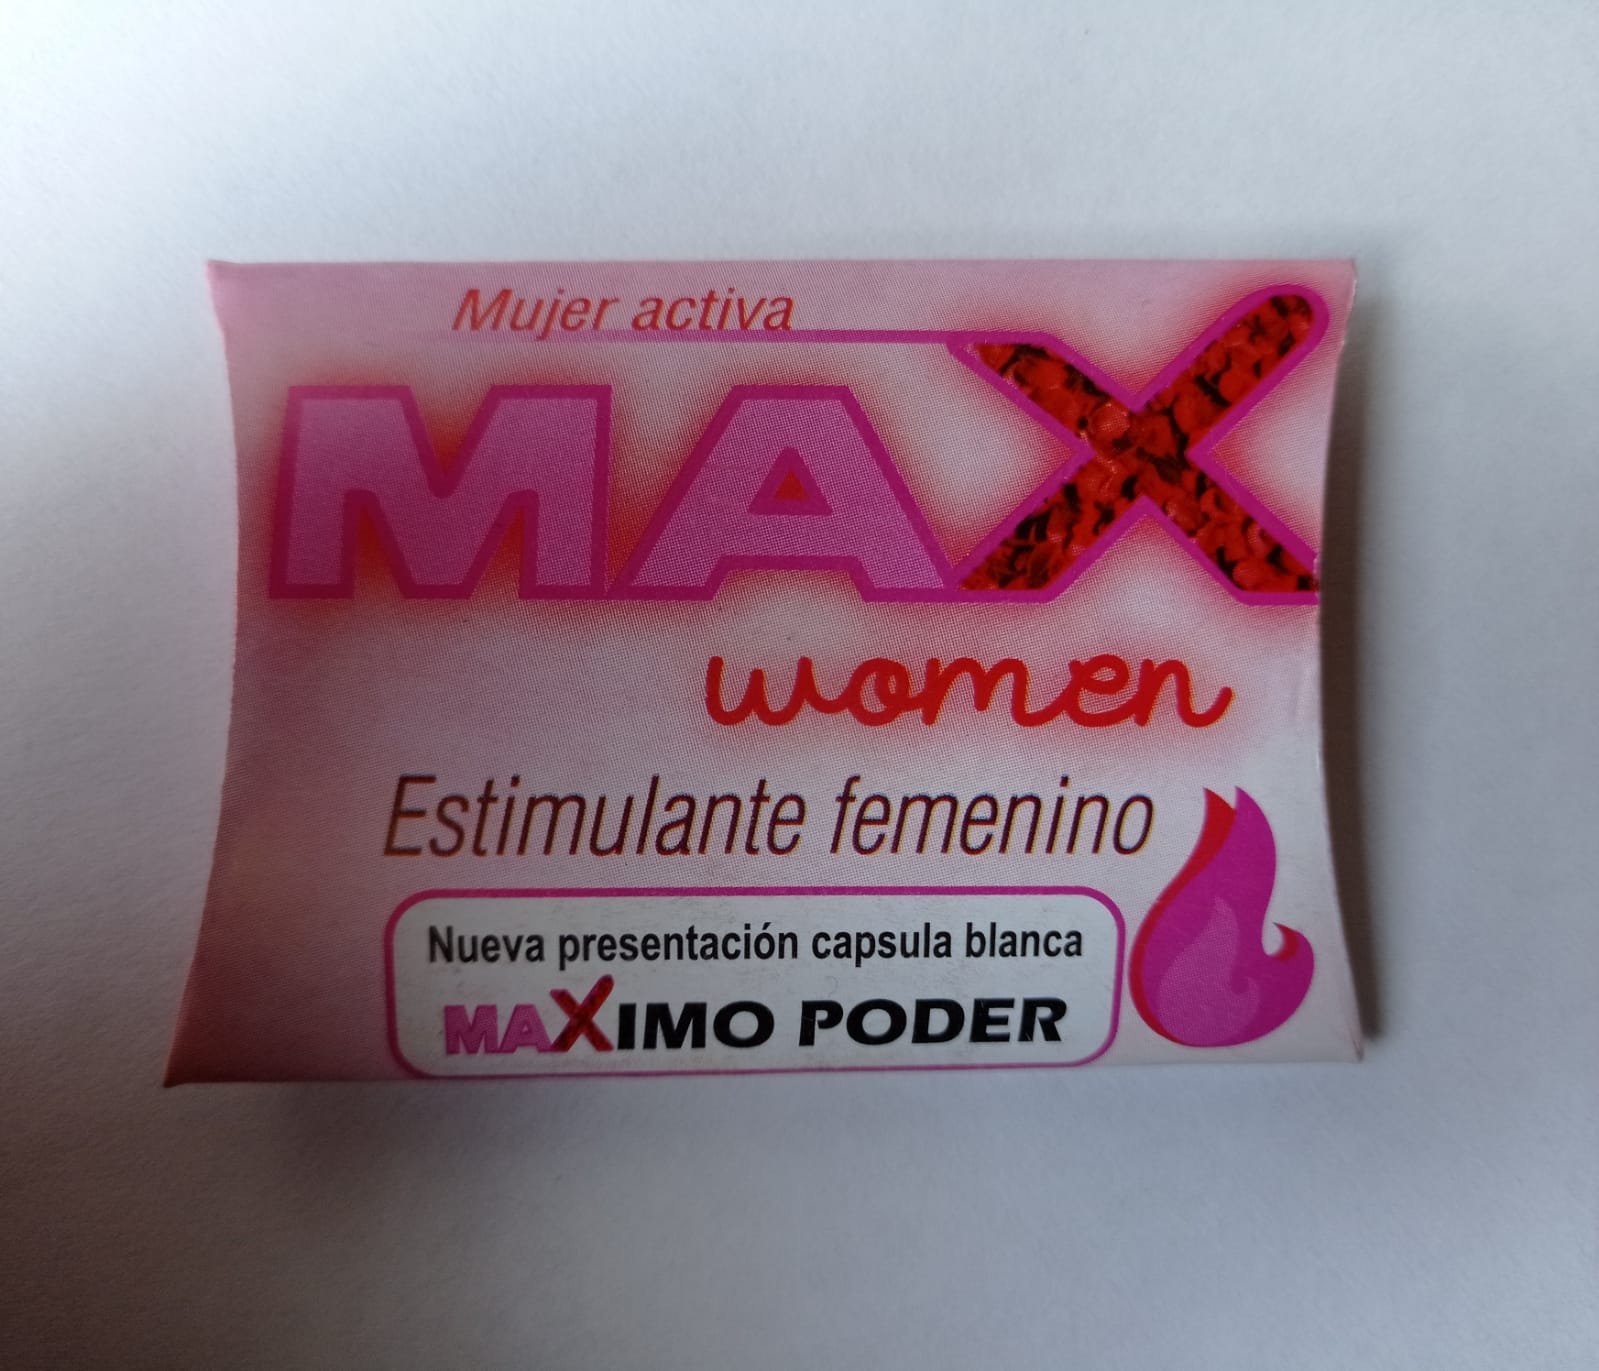 Mujer activa
MAX
women
Estimulante femenino
Nueva presentación capsula blanca
MAXIMO PODER